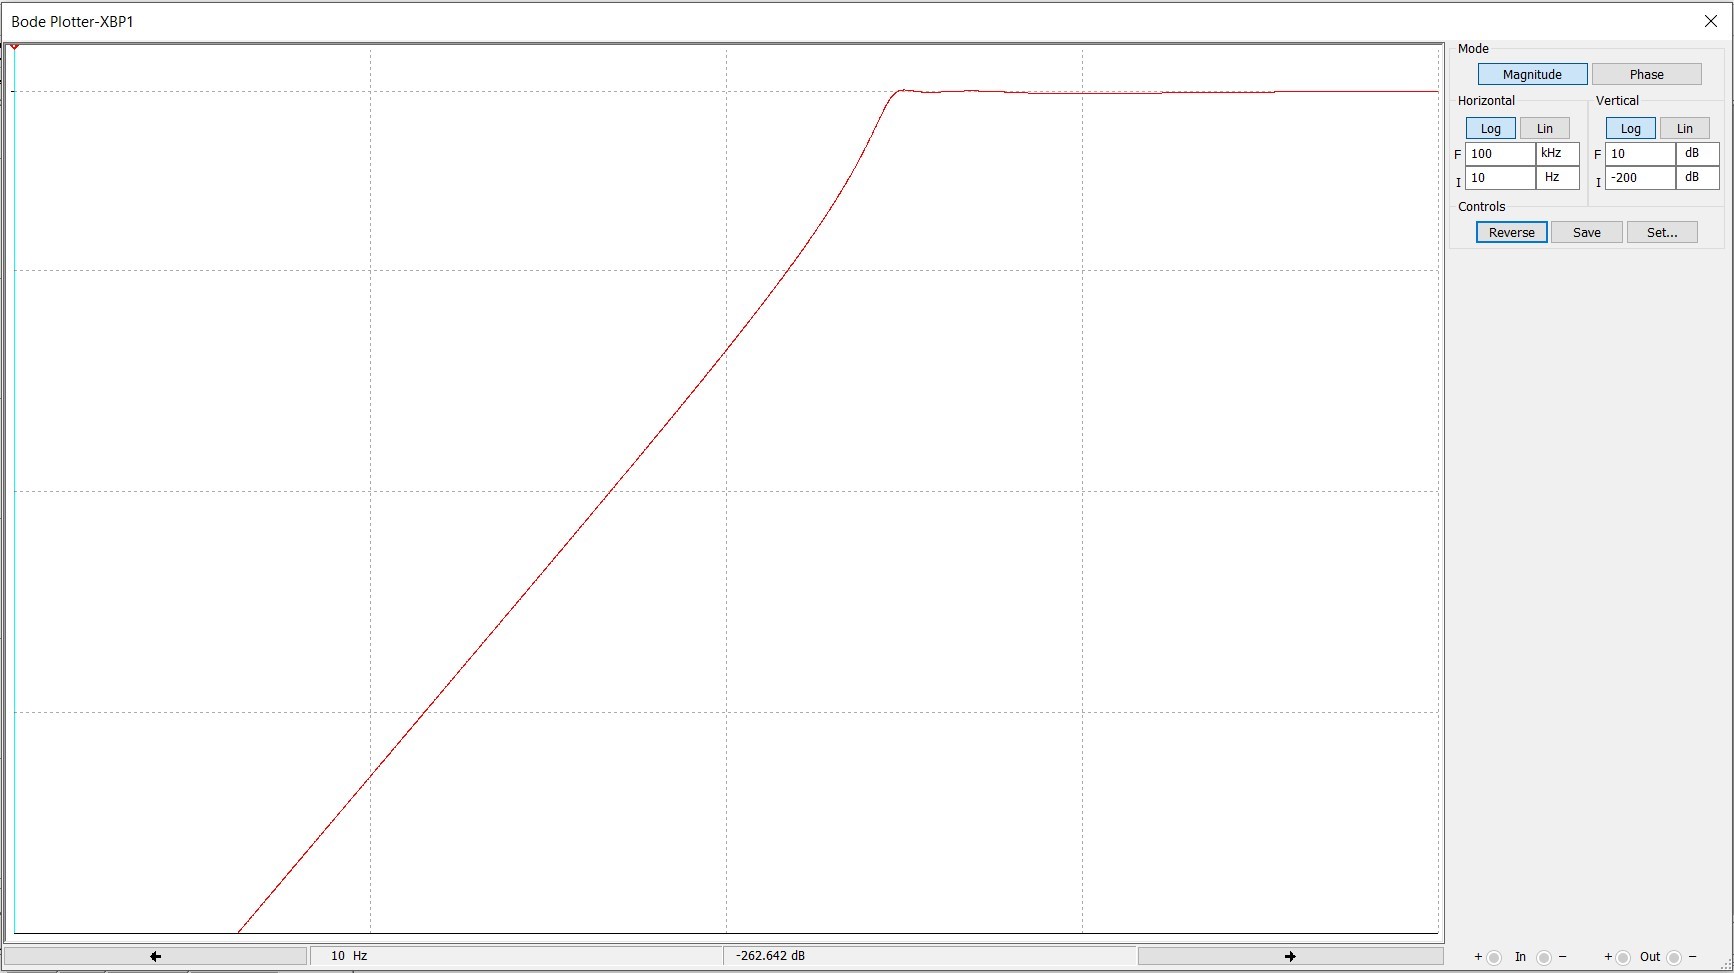 Bode Plotter-XBP1
Mode
Magnitude Phase
Horizontal Vertical
Log Lin Log Lin
F 100 kHz F 10 dB
I 10 Hz I -200 dB
Controls
Reverse Save Set...
10 Hz -262.642 dB
+ In − + Out −